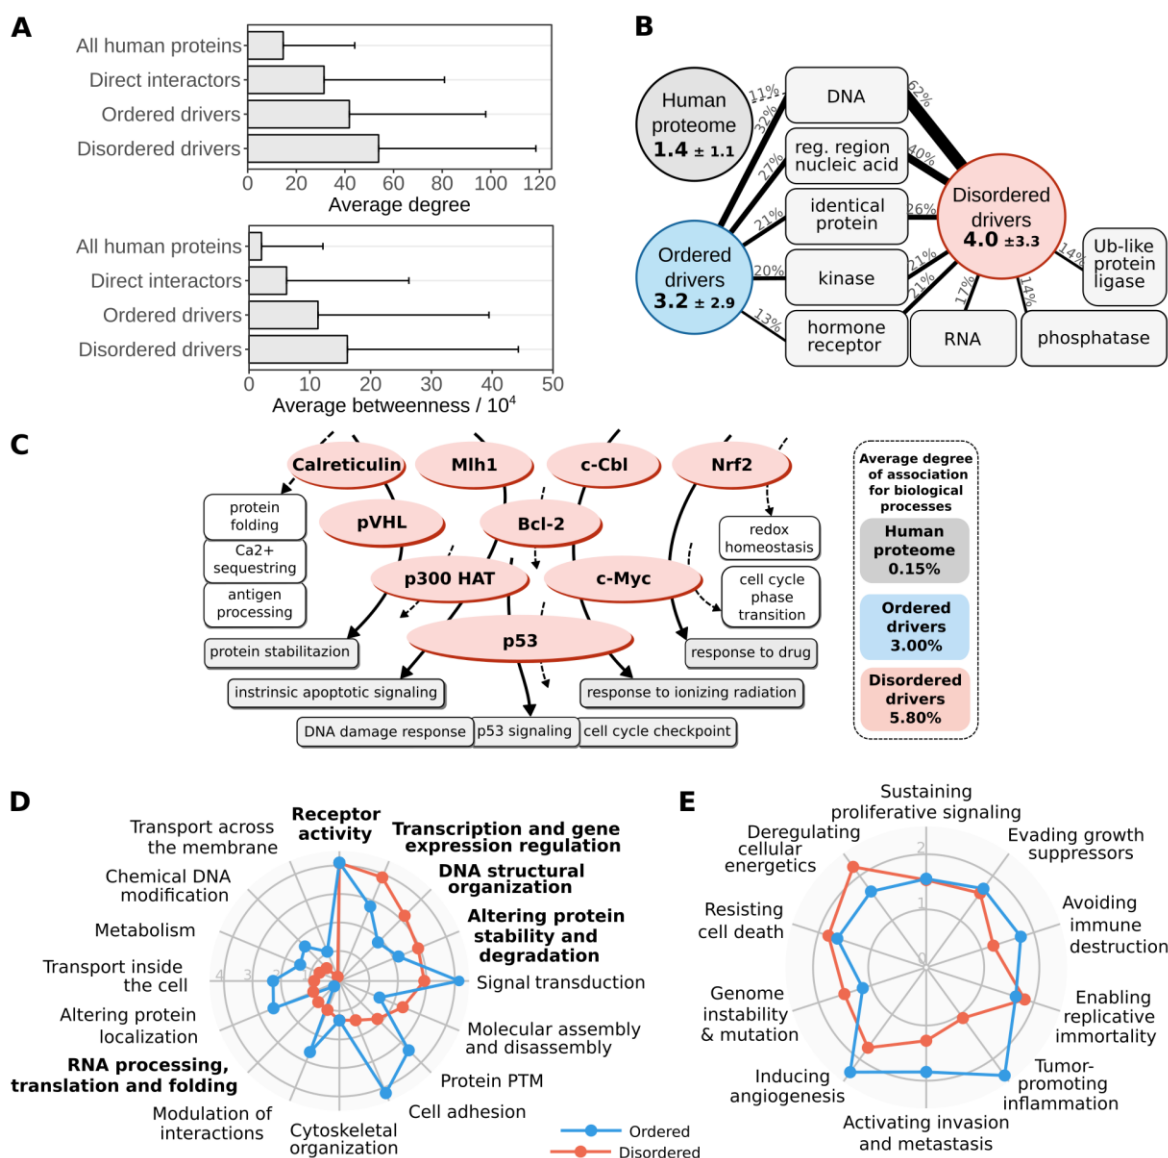 A
All human proteins
Direct interactors
Ordered drivers
Disordered drivers
0 20 40 60 80 100 120
Average degree
All human proteins
Direct interactors
Ordered drivers
Disordered drivers
0 10 20 30 40 50
Average betweenness / 10⁴
B
Human
proteome
1.4 ± 1.1
Ordered
drivers
3.2 ± 2.9
11%
32%
27%
21%
20%
13%
DNA
reg. region
nucleic acid
identical
protein
kinase
hormone
receptor
RNA
phosphatase
Ub-like
protein
ligase
62%
40%
26%
21%
21%
17%
14%
14%
Disordered
drivers
4.0 ±3.3
C
Calreticulin
Mlh1
c-Cbl
Nrf2
pVHL
Bcl-2
p300 HAT
c-Myc
p53
protein
folding
Ca2+
sequestring
antigen
processing
redox
homeostasis
cell cycle
phase
transition
protein stabilitazion
response to drug
instrinsic apoptotic signaling
response to ionizing radiation
DNA damage response
p53 signaling
cell cycle checkpoint
Average degree
of association
for biological
processes
Human
proteome
0.15%
Ordered
drivers
3.00%
Disordered
drivers
5.80%
D
Receptor
activity
Transcription and gene
expression regulation
DNA structural
organization
Altering protein
stability and
degradation
Signal transduction
Molecular assembly
and disassembly
Protein PTM
Cell adhesion
Cytoskeletal
organization
Modulation of
interactions
RNA processing,
translation and folding
Altering protein
localization
Transport inside
the cell
Metabolism
Chemical DNA
modification
Transport across
the membrane
4 3
E
Sustaining
proliferative signaling
Evading growth
suppressors
Avoiding
immune
destruction
Enabling
replicative
immortality
Tumor-
promoting
inflammation
Activating invasion
and metastasis
Inducing
angiogenesis
Genome
instability
& mutation
Resisting
cell death
Deregulating
cellular
energetics
2
1
0
Ordered
Disordered